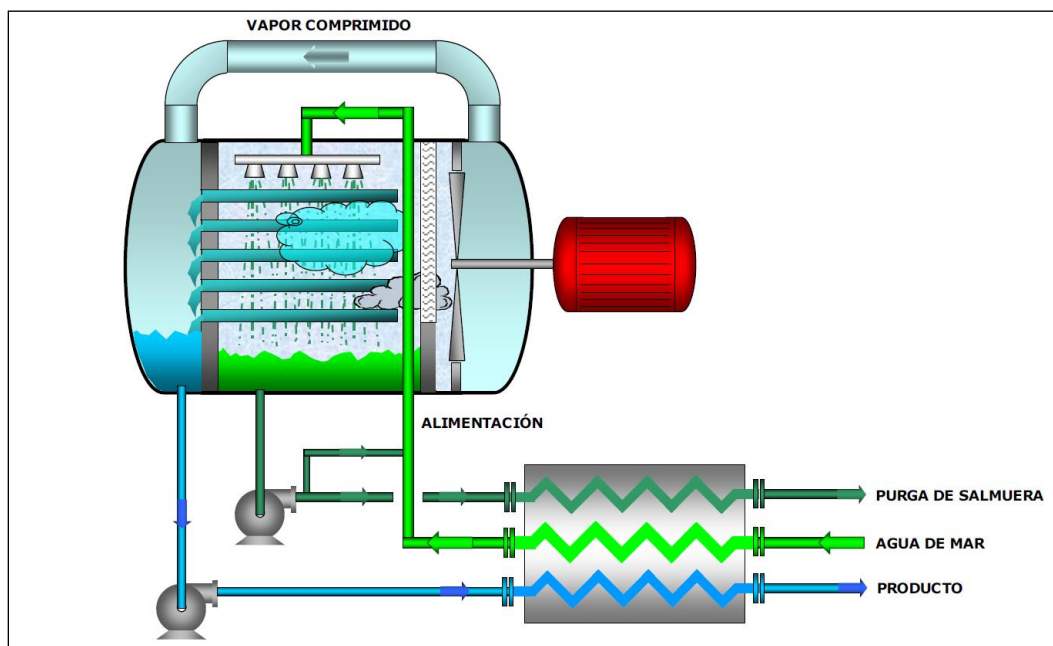 VAPOR COMPRIMIDO
ALIMENTACIÓN
PURGA DE SALMUERA
AGUA DE MAR
PRODUCTO